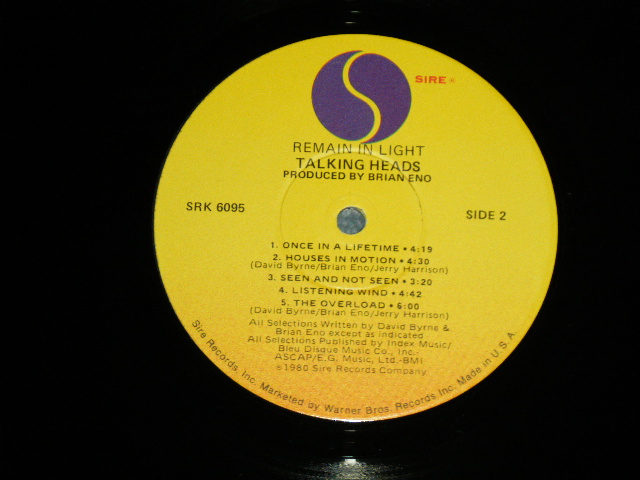 SIRE ®
REMAIN IN LIGHT
TALKING HEADS
PRODUCED BY BRIAN ENO
SRK 6095
SIDE 2
1. ONCE IN A LIFETIME • 4:19
2. HOUSES IN MOTION • 4:30
(David Byrne/Brian Eno/Jerry Harrison)
3. SEEN AND NOT SEEN • 3:20
4. LISTENING WIND • 4:42
5. THE OVERLOAD • 6:00
(David Byrne/Brian Eno/Jerry Harrison)
All Selections Written by David Byrne &
Brian Eno except as indicated
All Selections Published by Index Music/
Bleu Disque Music Co., Inc.-
ASCAP/E.G. Music, Ltd.-BMI
℗1980 Sire Records Company
Sire Records, Inc. Marketed by Warner Bros. Records Inc. Made in U.S.A.